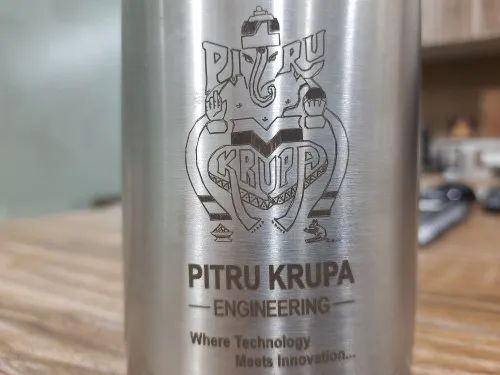 PITRU
KRUPA
PITRU KRUPA
ENGINEERING
Where Technology
Meets Innovation...